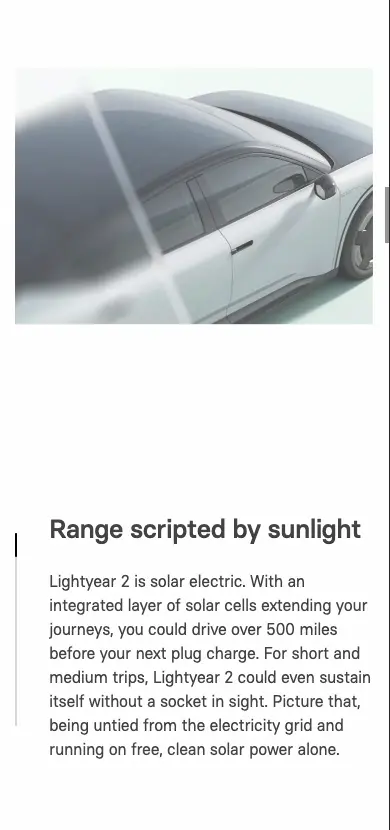 Range scripted by sunlight
Lightyear 2 is solar electric. With an
integrated layer of solar cells extending your
journeys, you could drive over 500 miles
before your next plug charge. For short and
medium trips, Lightyear 2 could even sustain
itself without a socket in sight. Picture that,
being untied from the electricity grid and
running on free, clean solar power alone.